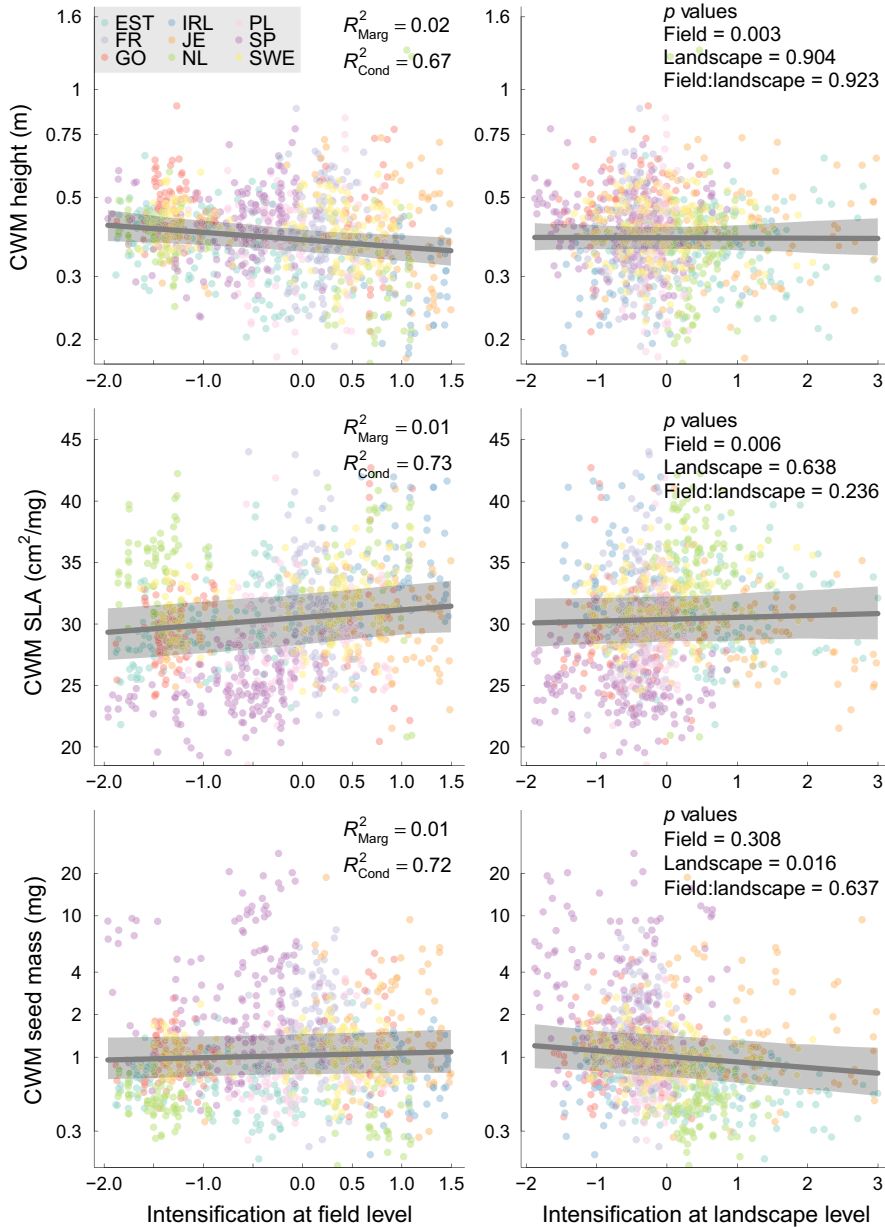 EST IRL PL
FR JE SP
GO NL SWE
R²Marg = 0.02
R²Cond = 0.67
p values
Field = 0.003
Landscape = 0.904
Field:landscape = 0.923
CWM height (m)
1.6
1
0.75
0.5
0.3
0.2
−2.0 −1.0 0.0 0.5 1.0 1.5
1.6
1
0.75
0.5
0.3
0.2
−2 −1 0 1 2 3
R²Marg = 0.01
R²Cond = 0.73
p values
Field = 0.006
Landscape = 0.638
Field:landscape = 0.236
CWM SLA (cm²/mg)
45
40
35
30
25
20
−2.0 −1.0 0.0 0.5 1.0 1.5
45
40
35
30
25
20
−2 −1 0 1 2 3
R²Marg = 0.01
R²Cond = 0.72
p values
Field = 0.308
Landscape = 0.016
Field:landscape = 0.637
CWM seed mass (mg)
20
10
4
2
1
0.3
−2.0 −1.0 0.0 0.5 1.0 1.5
Intensification at field level
20
10
4
2
1
0.3
−2 −1 0 1 2 3
Intensification at landscape level